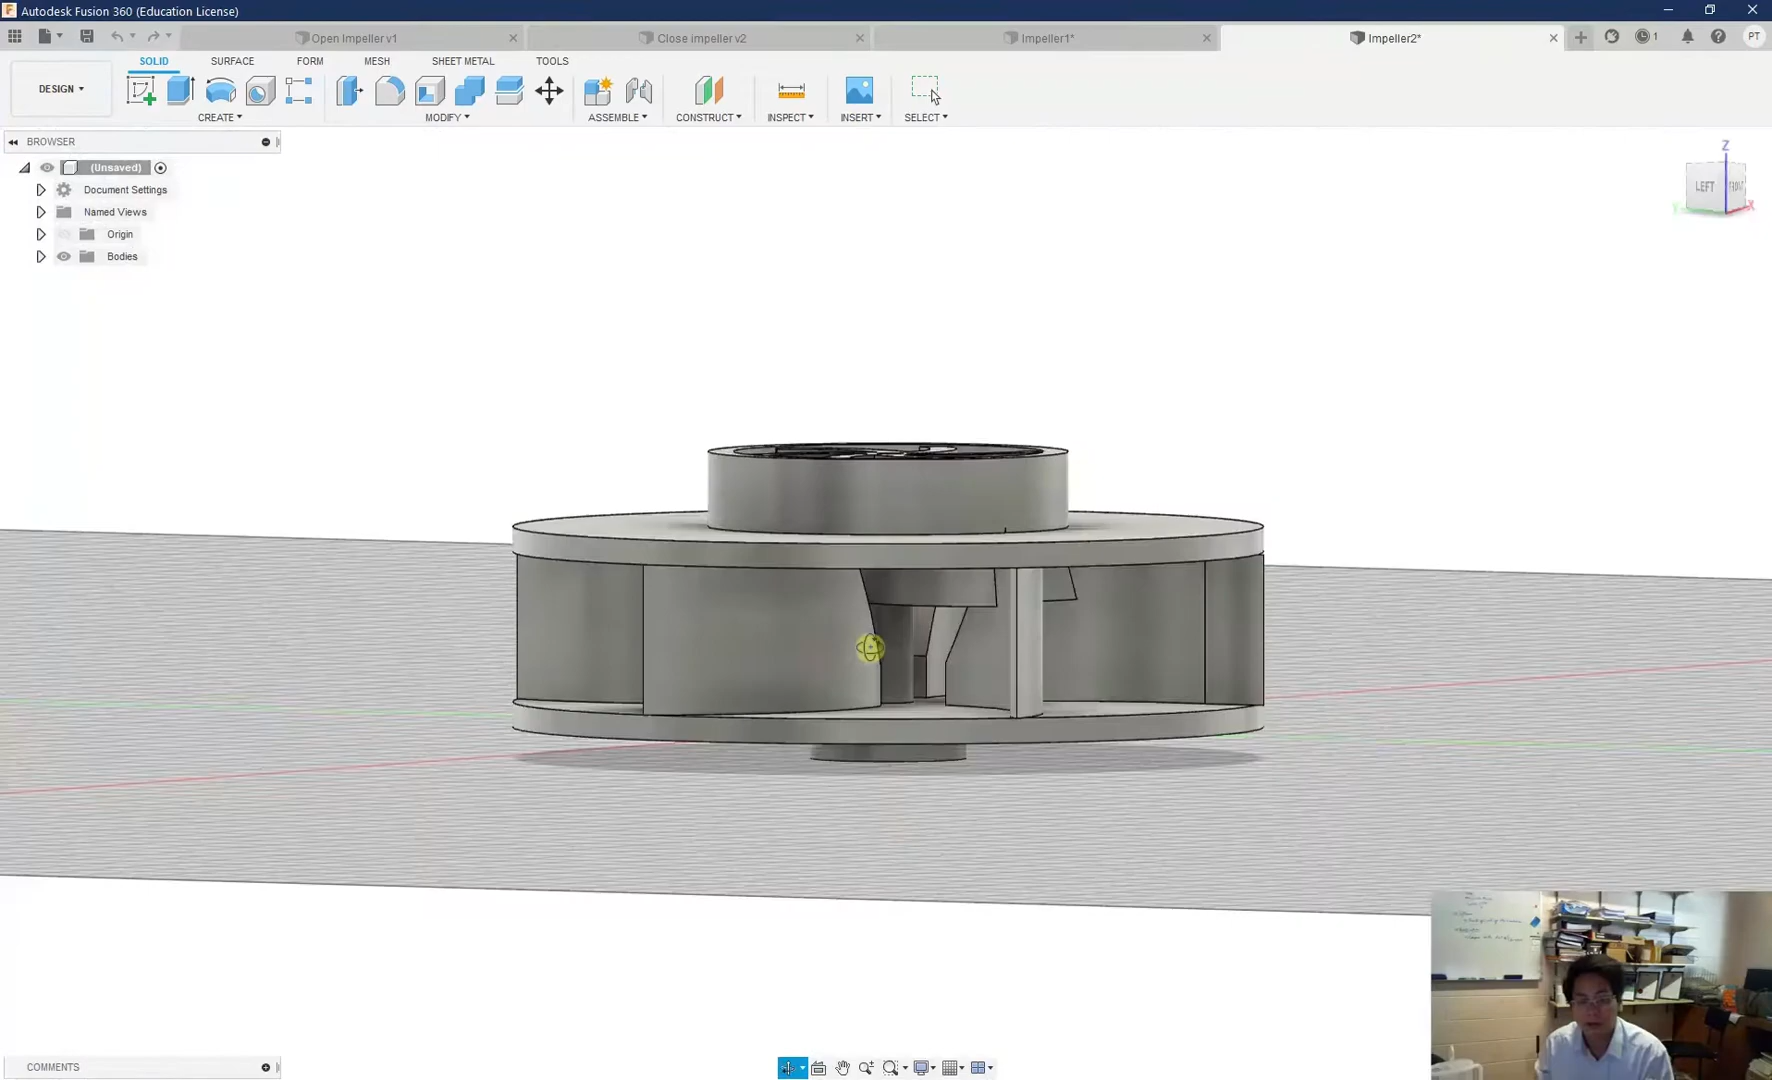 Autodesk Fusion 360 (Education License)
Open Impeller v1
Close impeller v2
Impeller1*
Impeller2*
1
PT
DESIGN
SOLID
SURFACE
FORM
MESH
SHEET METAL
TOOLS
CREATE
MODIFY
ASSEMBLE
CONSTRUCT
INSPECT
INSERT
SELECT
BROWSER
(Unsaved)
Document Settings
Named Views
Origin
Bodies
Z
LEFT
FRONT
Y
X
COMMENTS